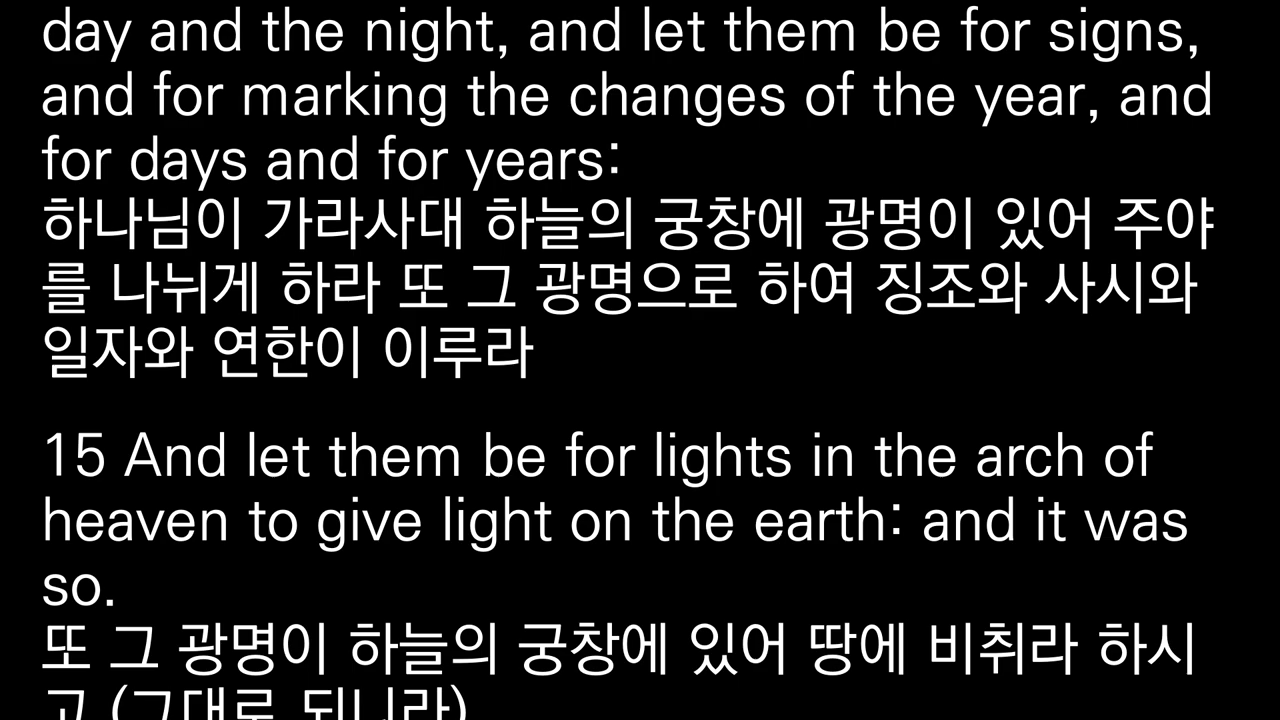 day and the night, and let them be for signs,
and for marking the changes of the year, and
for days and for years:
하나님이 가라사대 하늘의 궁창에 광명이 있어 주야
를 나뉘게 하라 또 그 광명으로 하여 징조와 사시와
일자와 연한이 이루라
15 And let them be for lights in the arch of
heaven to give light on the earth: and it was
so.
또 그 광명이 하늘의 궁창에 있어 땅에 비취라 하시
고 (그대로 되니라)